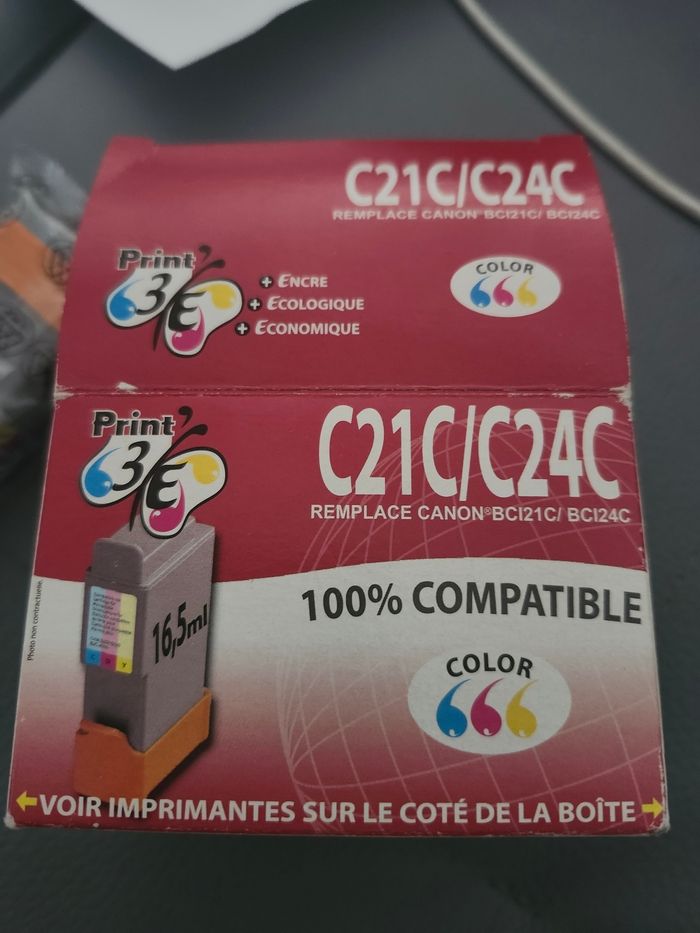 C21C/C24C
REMPLACE CANON BCI21C/ BCI24C
Print'
3E
+ ENCRE
+ ECOLOGIQUE
+ ECONOMIQUE
COLOR
Print'
3E
C21C/C24C
REMPLACE CANON® BCI21C/ BCI24C
100% COMPATIBLE
16,5ml
COLOR
Photo non contractuelle.
C M Y
VOIR IMPRIMANTES SUR LE COTÉ DE LA BOÎTE